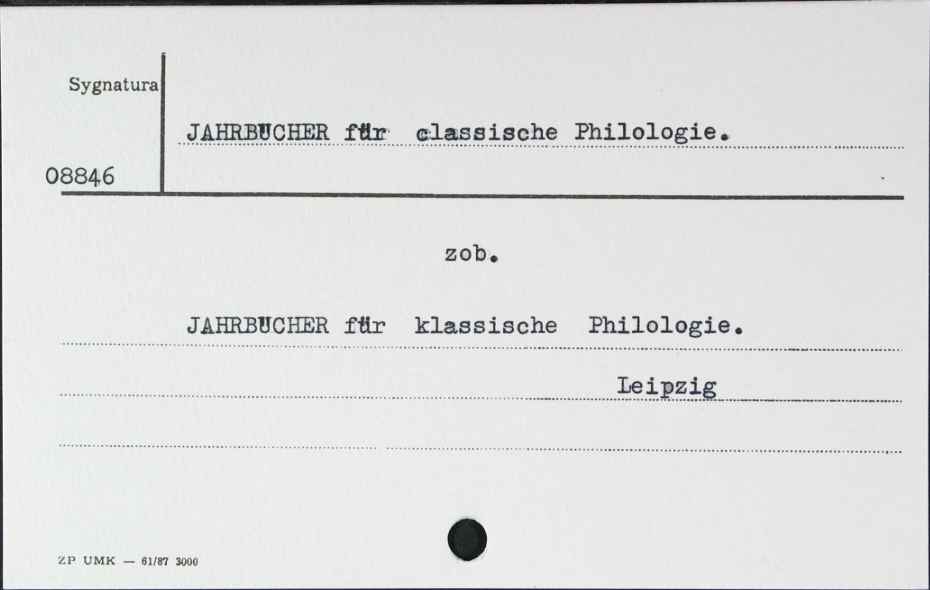 Sygnatura
JAHRBÜCHER für classische Philologie.
08846
zob.
JAHRBÜCHER für klassische Philologie.
Leipzig
ZP UMK — 61/87 3000